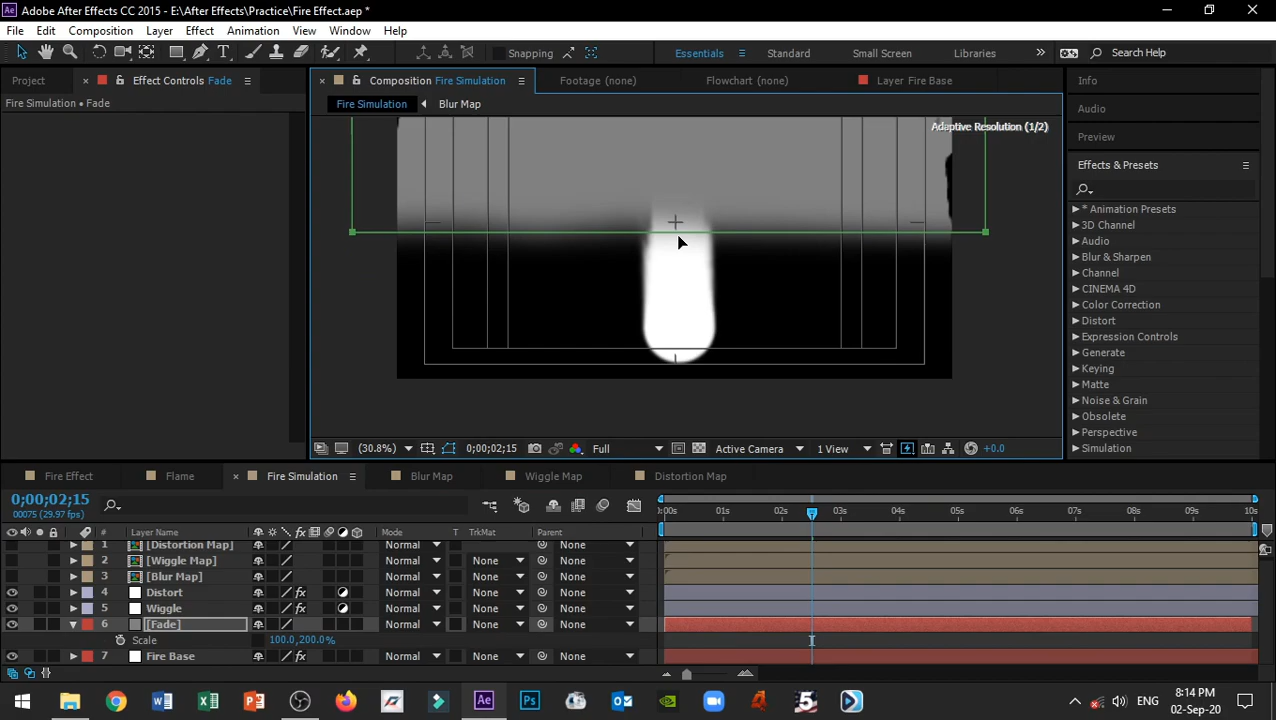 Adobe After Effects CC 2015 - E:\After Effects\Practice\Fire Effect.aep *
File Edit Composition Layer Effect Animation View Window Help
Snapping Essentials Standard Small Screen Libraries Search Help
Project Effect Controls Fade Composition Fire Simulation Footage (none) Flowchart (none) Layer Fire Base Info
Fire Simulation • Fade Fire Simulation Blur Map Audio
Adaptive Resolution (1/2)
Preview
Effects & Presets
* Animation Presets
3D Channel
Audio
Blur & Sharpen
Channel
CINEMA 4D
Color Correction
Distort
Expression Controls
Generate
Keying
Matte
Noise & Grain
Obsolete
Perspective
Simulation
(30.8%) 0;00;02;15 Full Active Camera 1 View +0.0
Fire Effect Flame Fire Simulation Blur Map Wiggle Map Distortion Map
0;00;02;15
00075 (29.97 fps)
:00s 01s 02s 03s 04s 05s 06s 07s 08s 09s 10s
# Layer Name Mode T TrkMat Parent
1 [Distortion Map] Normal None
2 [Wiggle Map] Normal None None
3 [Blur Map] Normal None None
4 Distort Normal None None
5 Wiggle Normal None None
6 [Fade] Normal None None
Scale 100.0,200.0%
7 Fire Base Normal None None
ENG 8:14 PM
02-Sep-20